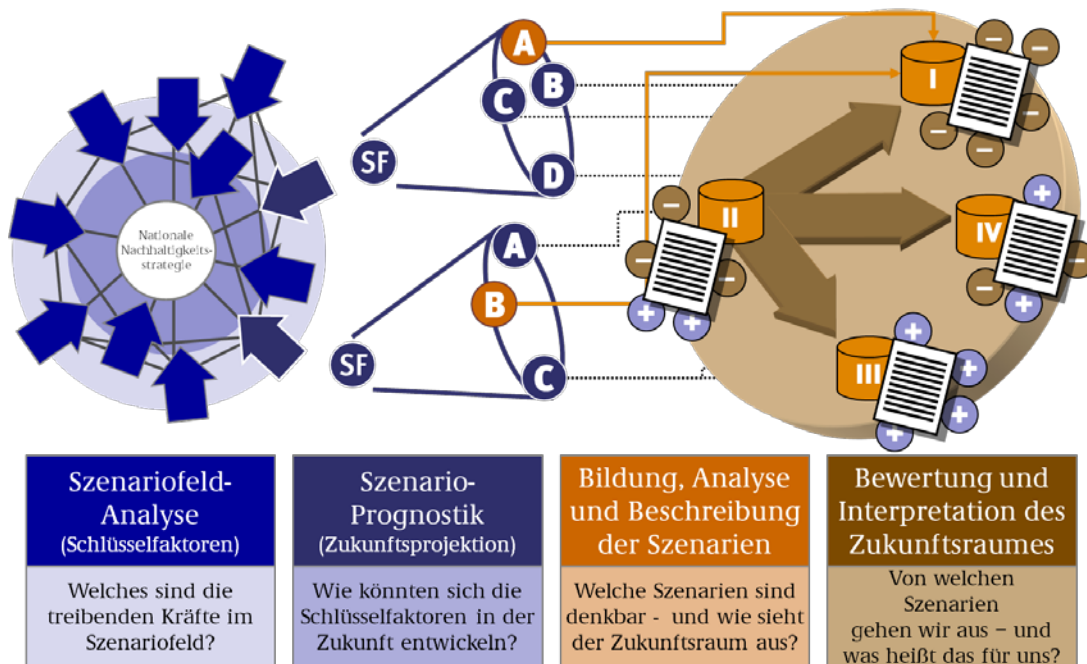 Nationale
Nachhaltigkeits-
strategie
SF
A
B
C
D
SF
A
B
C
I
II
IV
III
Szenariofeld-
Analyse
(Schlüsselfaktoren)
Welches sind die
treibenden Kräfte im
Szenariofeld?
Szenario-
Prognostik
(Zukunftsprojektion)
Wie könnten sich die
Schlüsselfaktoren in der
Zukunft entwickeln?
Bildung, Analyse
und Beschreibung
der Szenarien
Welche Szenarien sind
denkbar - und wie sieht
der Zukunftsraum aus?
Bewertung und
Interpretation des
Zukunftsraumes
Von welchen
Szenarien
gehen wir aus – und
was heißt das für uns?